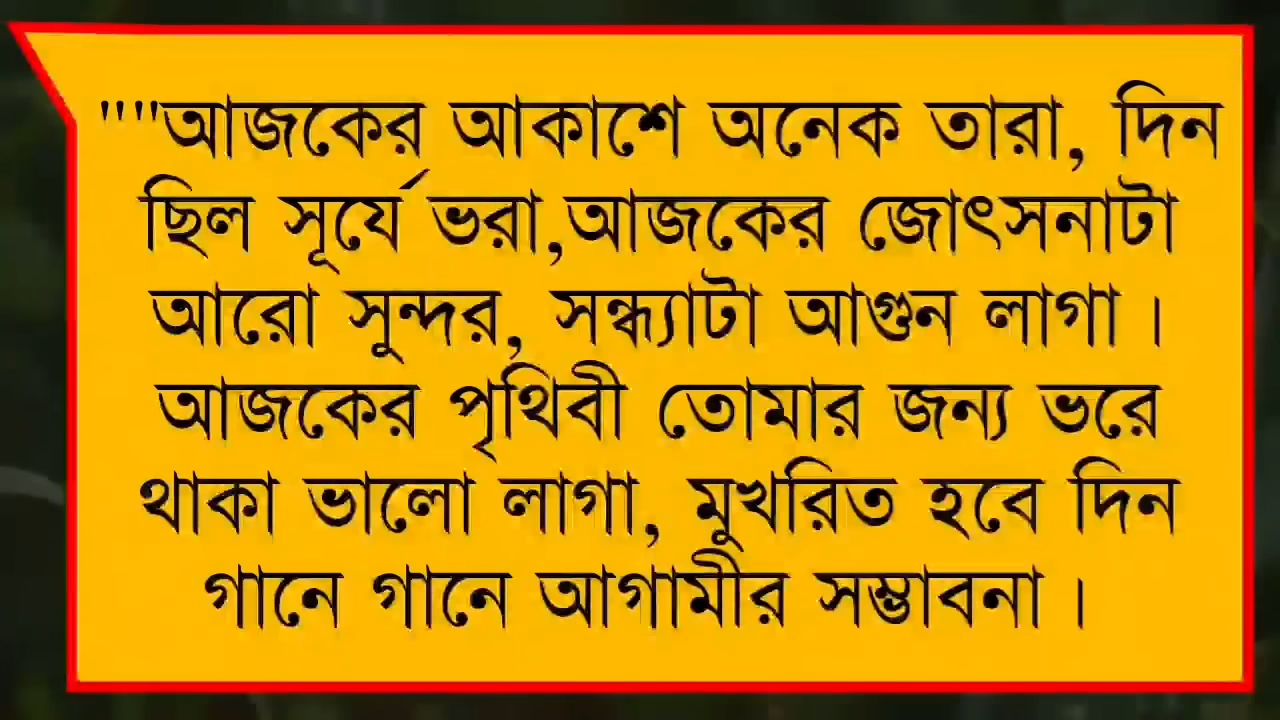 ""আজকের আকাশে অনেক তারা, দিন
ছিল সূর্যে ভরা,আজকের জোৎসনাটা
আরো সুন্দর, সন্ধ্যাটা আগুন লাগা।
আজকের পৃথিবী তোমার জন্য ভরে
থাকা ভালো লাগা, মুখরিত হবে দিন
গানে গানে আগামীর সম্ভাবনা।